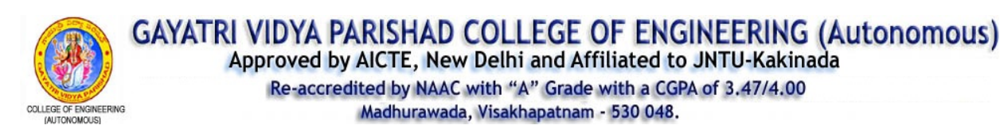 GAYATRI VIDYA PARISHAD COLLEGE OF ENGINEERING (Autonomous)
Approved by AICTE, New Delhi and Affiliated to JNTU-Kakinada
Re-accredited by NAAC with “A” Grade with a CGPA of 3.47/4.00
Madhurawada, Visakhapatnam - 530 048.
GAYATRI VIDYA PARISHAD
COLLEGE OF ENGINEERING
(AUTONOMOUS)